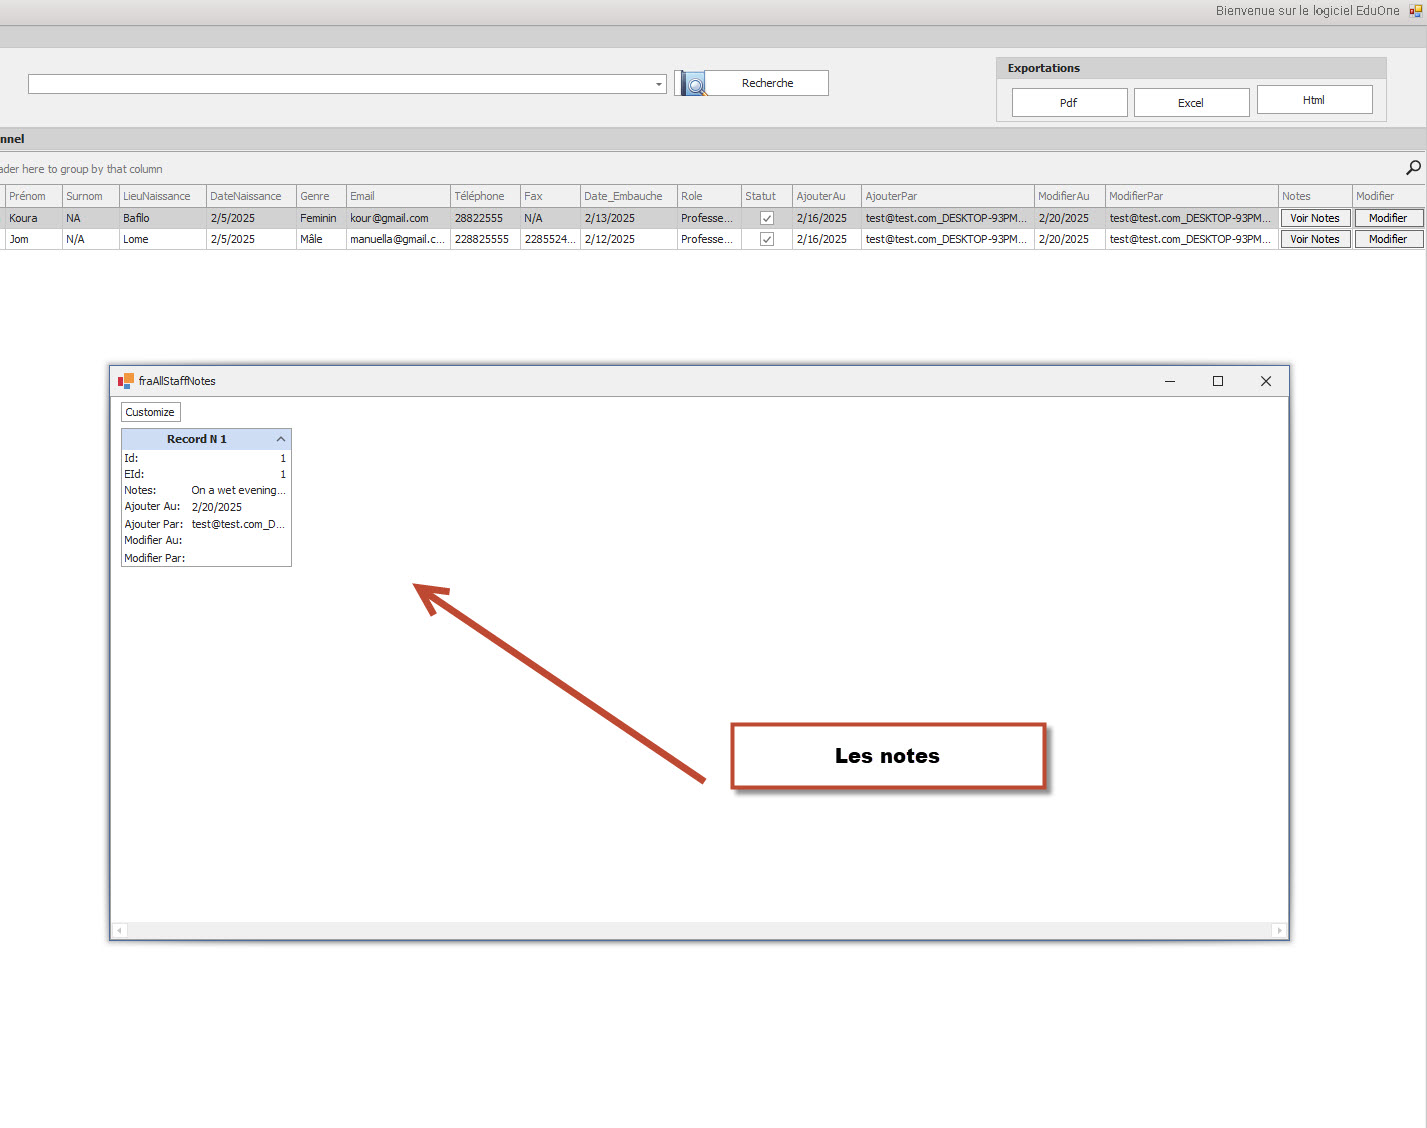 Bienvenue sur le logiciel EduOne
Recherche
Exportations
Pdf Excel Html
nnel
ader here to group by that column
Prénom Surnom LieuNaissance DateNaissance Genre Email Téléphone Fax Date_Embauche Role Statut AjouterAu AjouterPar ModifierAu ModifierPar Notes Modifier
Koura NA Bafilo 2/5/2025 Feminin kour@gmail.com 28822555 N/A 2/13/2025 Professe... 2/16/2025 test@test.com_DESKTOP-93PM... 2/20/2025 test@test.com_DESKTOP-93PM... Voir Notes Modifier
Jom N/A Lome 2/5/2025 Mâle manuella@gmail.c... 228825555 2285524... 2/12/2025 Professe... 2/16/2025 test@test.com_DESKTOP-93PM... 2/20/2025 test@test.com_DESKTOP-93PM... Voir Notes Modifier
fraAllStaffNotes
Customize
Record N 1
Id: 1
EId: 1
Notes: On a wet evening...
Ajouter Au: 2/20/2025
Ajouter Par: test@test.com_D...
Modifier Au:
Modifier Par:
Les notes